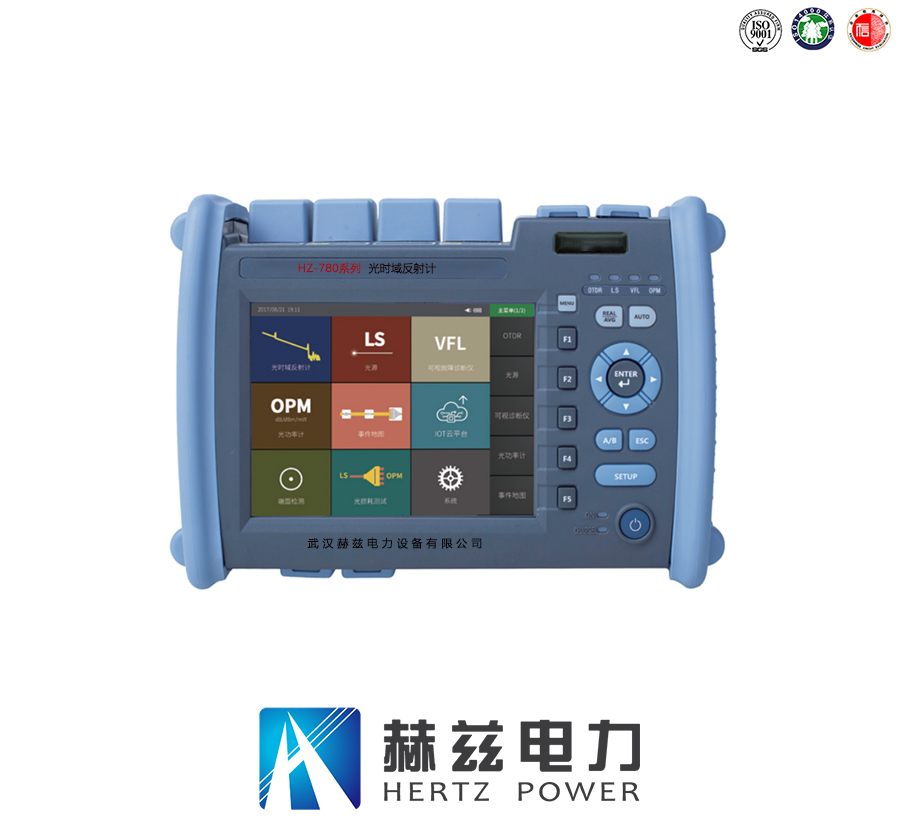 ISO
9001
SGS
ISO14000
信
HZ-780系列 光时域反射计
OTDR LS VFL OPM
2017/08/21 19:11
主菜单(1/2)
MENU
REAL
AVG
AUTO
光时域反射计
LS
光源
VFL
可视故障诊断仪
OTDR
F1
OPM
dB/dBm/mW
光功率计
事件地图
IOT云平台
光源
F2
ENTER
可视诊断仪
F3
A/B
ESC
端面检测
LS OPM
光损耗测试
系统
光功率计
F4
SETUP
事件地图
F5
武汉赫兹电力设备有限公司
赫兹电力
HERTZ POWER